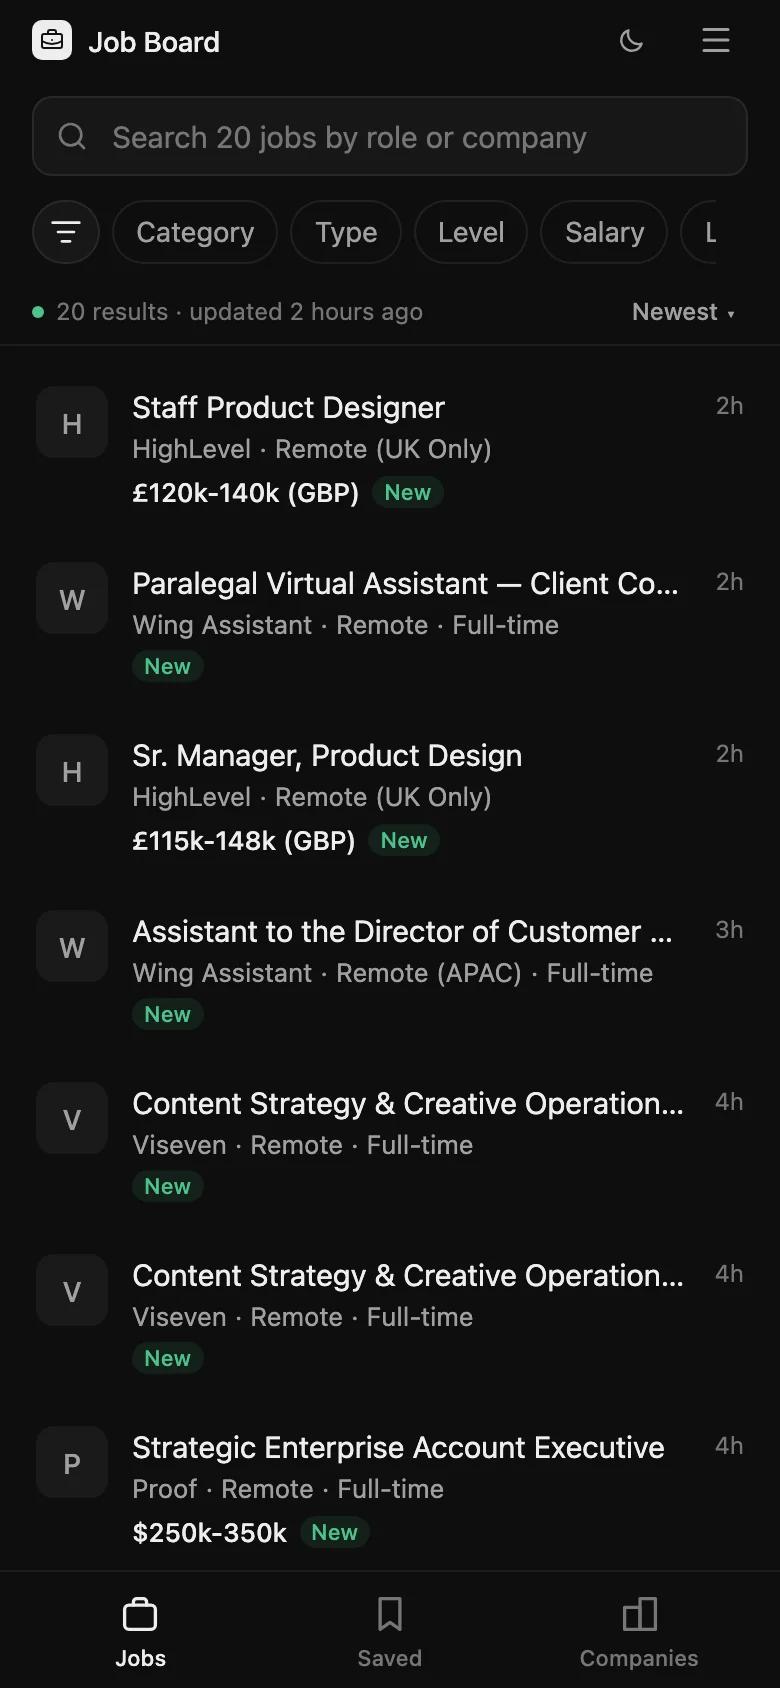 Job Board
Search 20 jobs by role or company
Category Type Level Salary L
20 results · updated 2 hours ago Newest ▾
H Staff Product Designer 2h
HighLevel · Remote (UK Only)
£120k-140k (GBP) New
W Paralegal Virtual Assistant — Client Co... 2h
Wing Assistant · Remote · Full-time
New
H Sr. Manager, Product Design 2h
HighLevel · Remote (UK Only)
£115k-148k (GBP) New
W Assistant to the Director of Customer ... 3h
Wing Assistant · Remote (APAC) · Full-time
New
V Content Strategy & Creative Operation... 4h
Viseven · Remote · Full-time
New
V Content Strategy & Creative Operation... 4h
Viseven · Remote · Full-time
New
P Strategic Enterprise Account Executive 4h
Proof · Remote · Full-time
$250k-350k New
Jobs Saved Companies